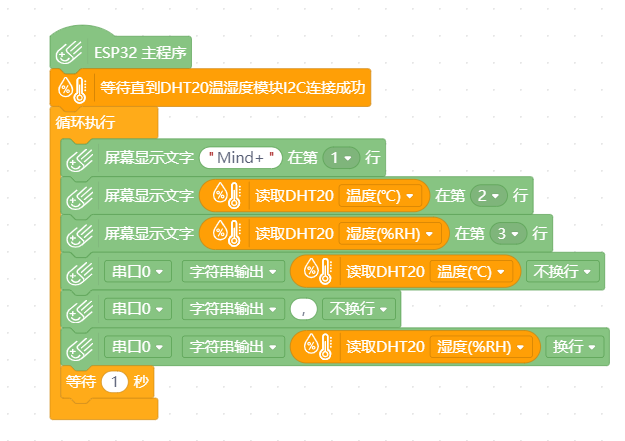 ESP32 主程序
等待直到DHT20温湿度模块I2C连接成功
循环执行
屏幕显示文字 "Mind+" 在第 1 行
屏幕显示文字 读取DHT20 温度(℃) 在第 2 行
屏幕显示文字 读取DHT20 湿度(%RH) 在第 3 行
串口0 字符串输出 读取DHT20 温度(℃) 不换行
串口0 字符串输出 , 不换行
串口0 字符串输出 读取DHT20 湿度(%RH) 换行
等待 1 秒